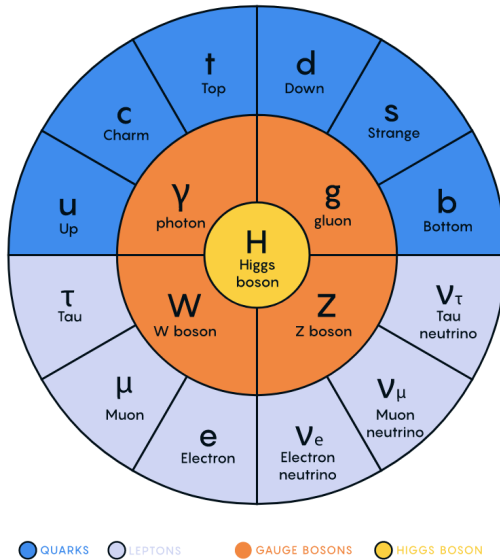 t
Top
d
Down
c
Charm
s
Strange
u
Up
γ
photon
g
gluon
b
Bottom
H
Higgs
boson
τ
Tau
W
W boson
Z
Z boson
ντ
Tau
neutrino
μ
Muon
νμ
Muon
neutrino
e
Electron
νe
Electron
neutrino
QUARKS LEPTONS GAUGE BOSONS HIGGS BOSON